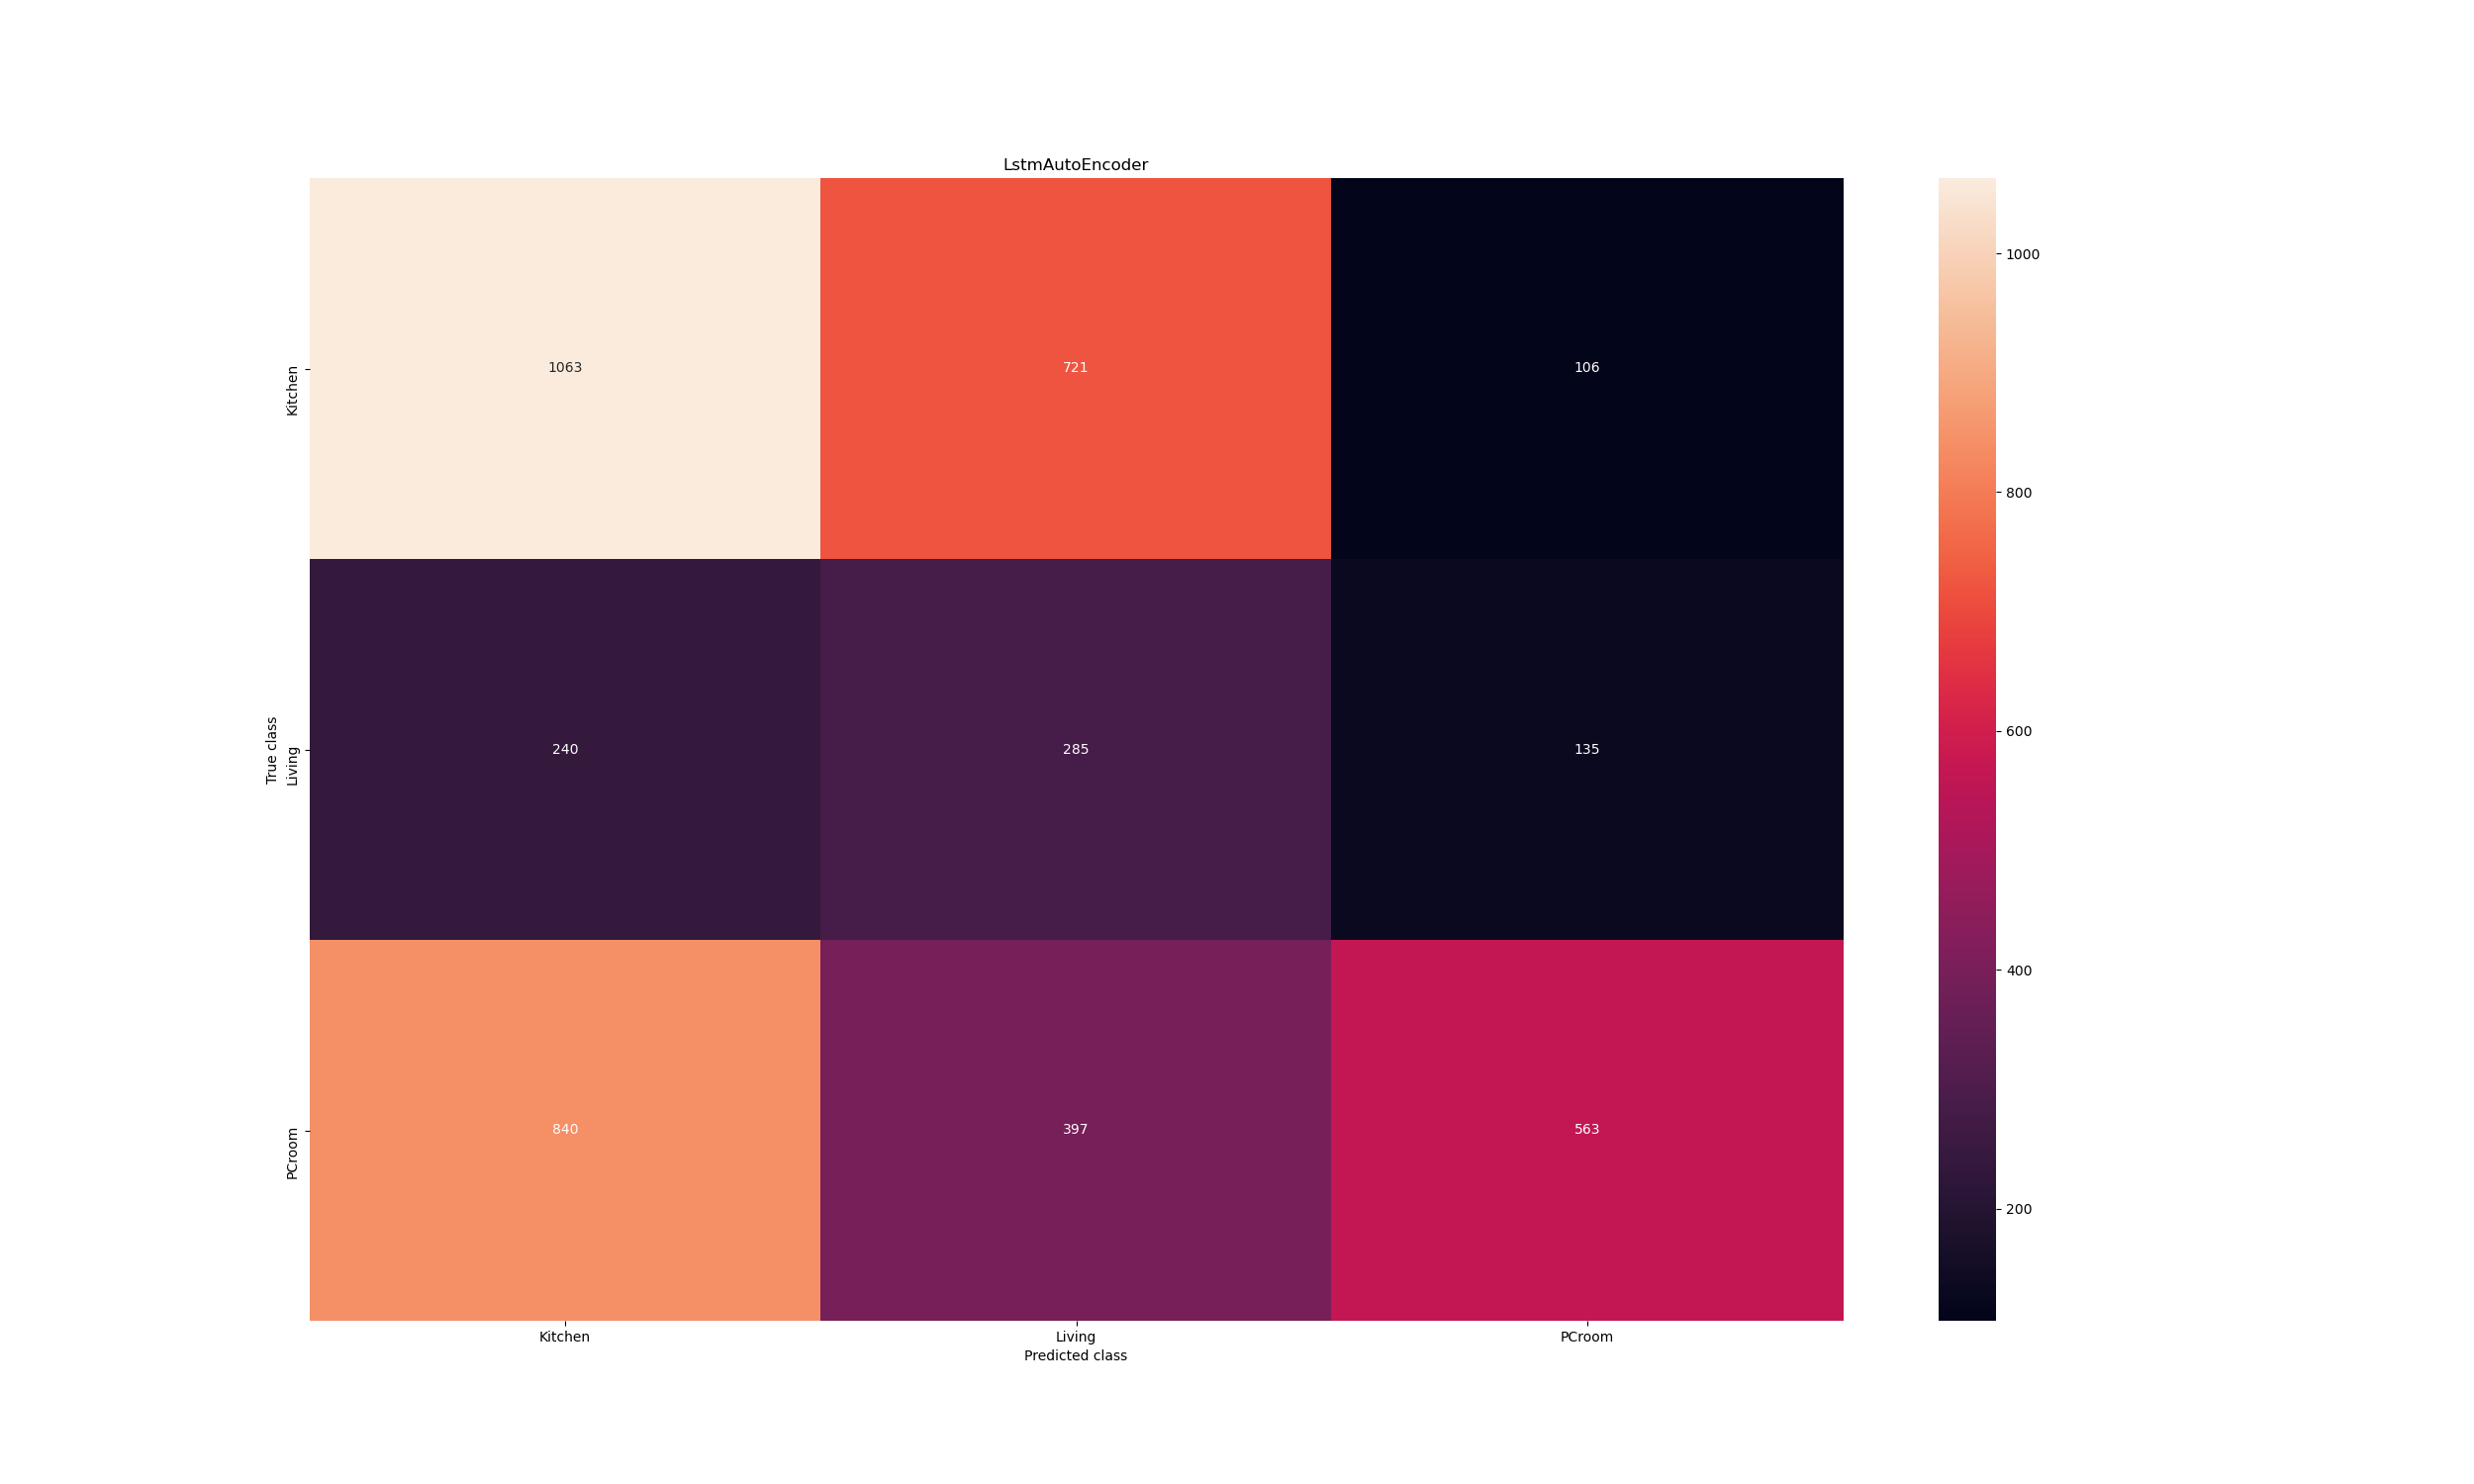 LstmAutoEncoder
1063 721 106
Kitchen
240 285 135
Living
True class
840 397 563
PCroom
Kitchen Living PCroom
Predicted class
1000
800
600
400
200